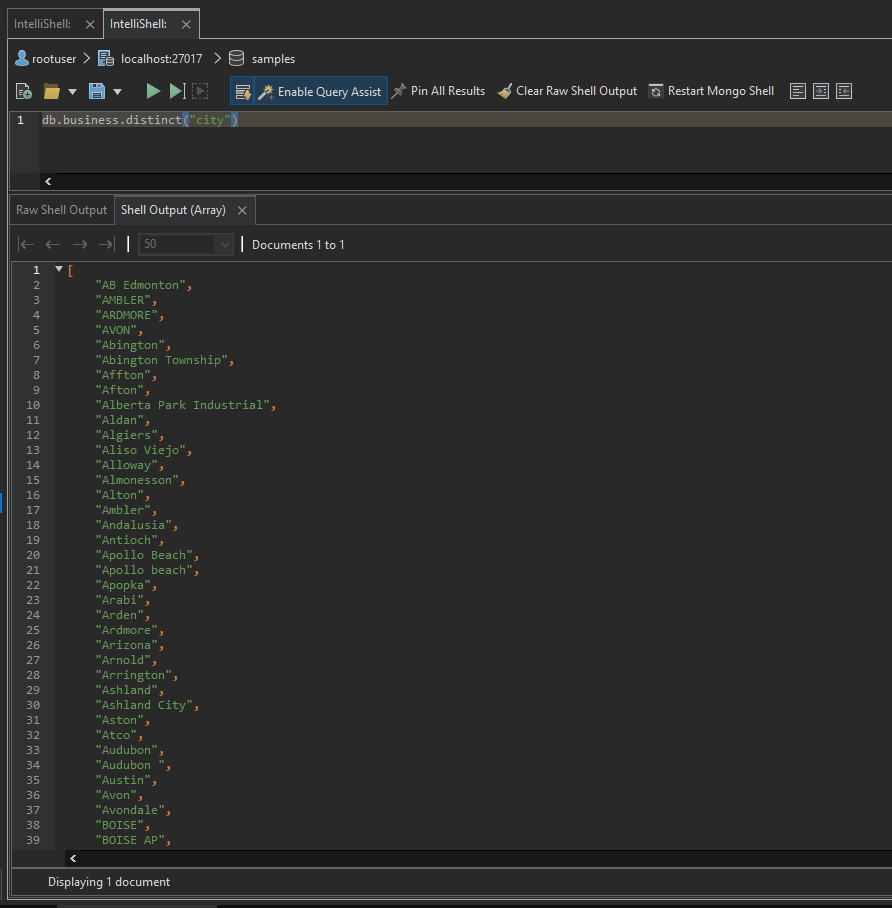 IntelliShell: IntelliShell:
rootuser localhost:27017 samples
Enable Query Assist Pin All Results Clear Raw Shell Output Restart Mongo Shell
1 db.business.distinct("city")
Raw Shell Output Shell Output (Array)
50 Documents 1 to 1
1 [
2 "AB Edmonton",
3 "AMBLER",
4 "ARDMORE",
5 "AVON",
6 "Abington",
7 "Abington Township",
8 "Affton",
9 "Afton",
10 "Alberta Park Industrial",
11 "Aldan",
12 "Algiers",
13 "Aliso Viejo",
14 "Alloway",
15 "Almonesson",
16 "Alton",
17 "Ambler",
18 "Andalusia",
19 "Antioch",
20 "Apollo Beach",
21 "Apollo beach",
22 "Apopka",
23 "Arabi",
24 "Arden",
25 "Ardmore",
26 "Arizona",
27 "Arnold",
28 "Arrington",
29 "Ashland",
30 "Ashland City",
31 "Aston",
32 "Atco",
33 "Audubon",
34 "Audubon ",
35 "Austin",
36 "Avon",
37 "Avondale",
38 "BOISE",
39 "BOISE AP",
Displaying 1 document